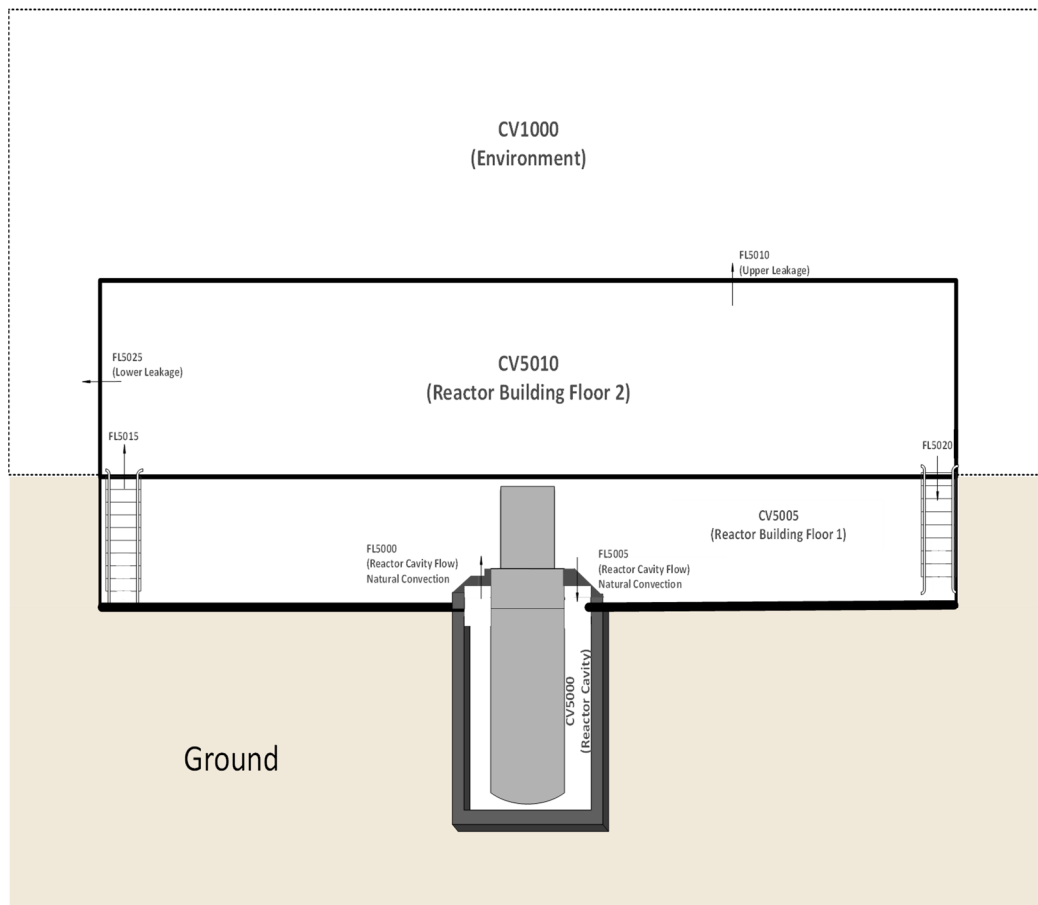 CV1000
(Environment)
FL5010
(Upper Leakage)
FL5025
(Lower Leakage)
CV5010
(Reactor Building Floor 2)
FL5015
FL5020
CV5005
(Reactor Building Floor 1)
FL5000
(Reactor Cavity Flow)
Natural Convection
FL5005
(Reactor Cavity Flow)
Natural Convection
CV5000
(Reactor Cavity)
Ground